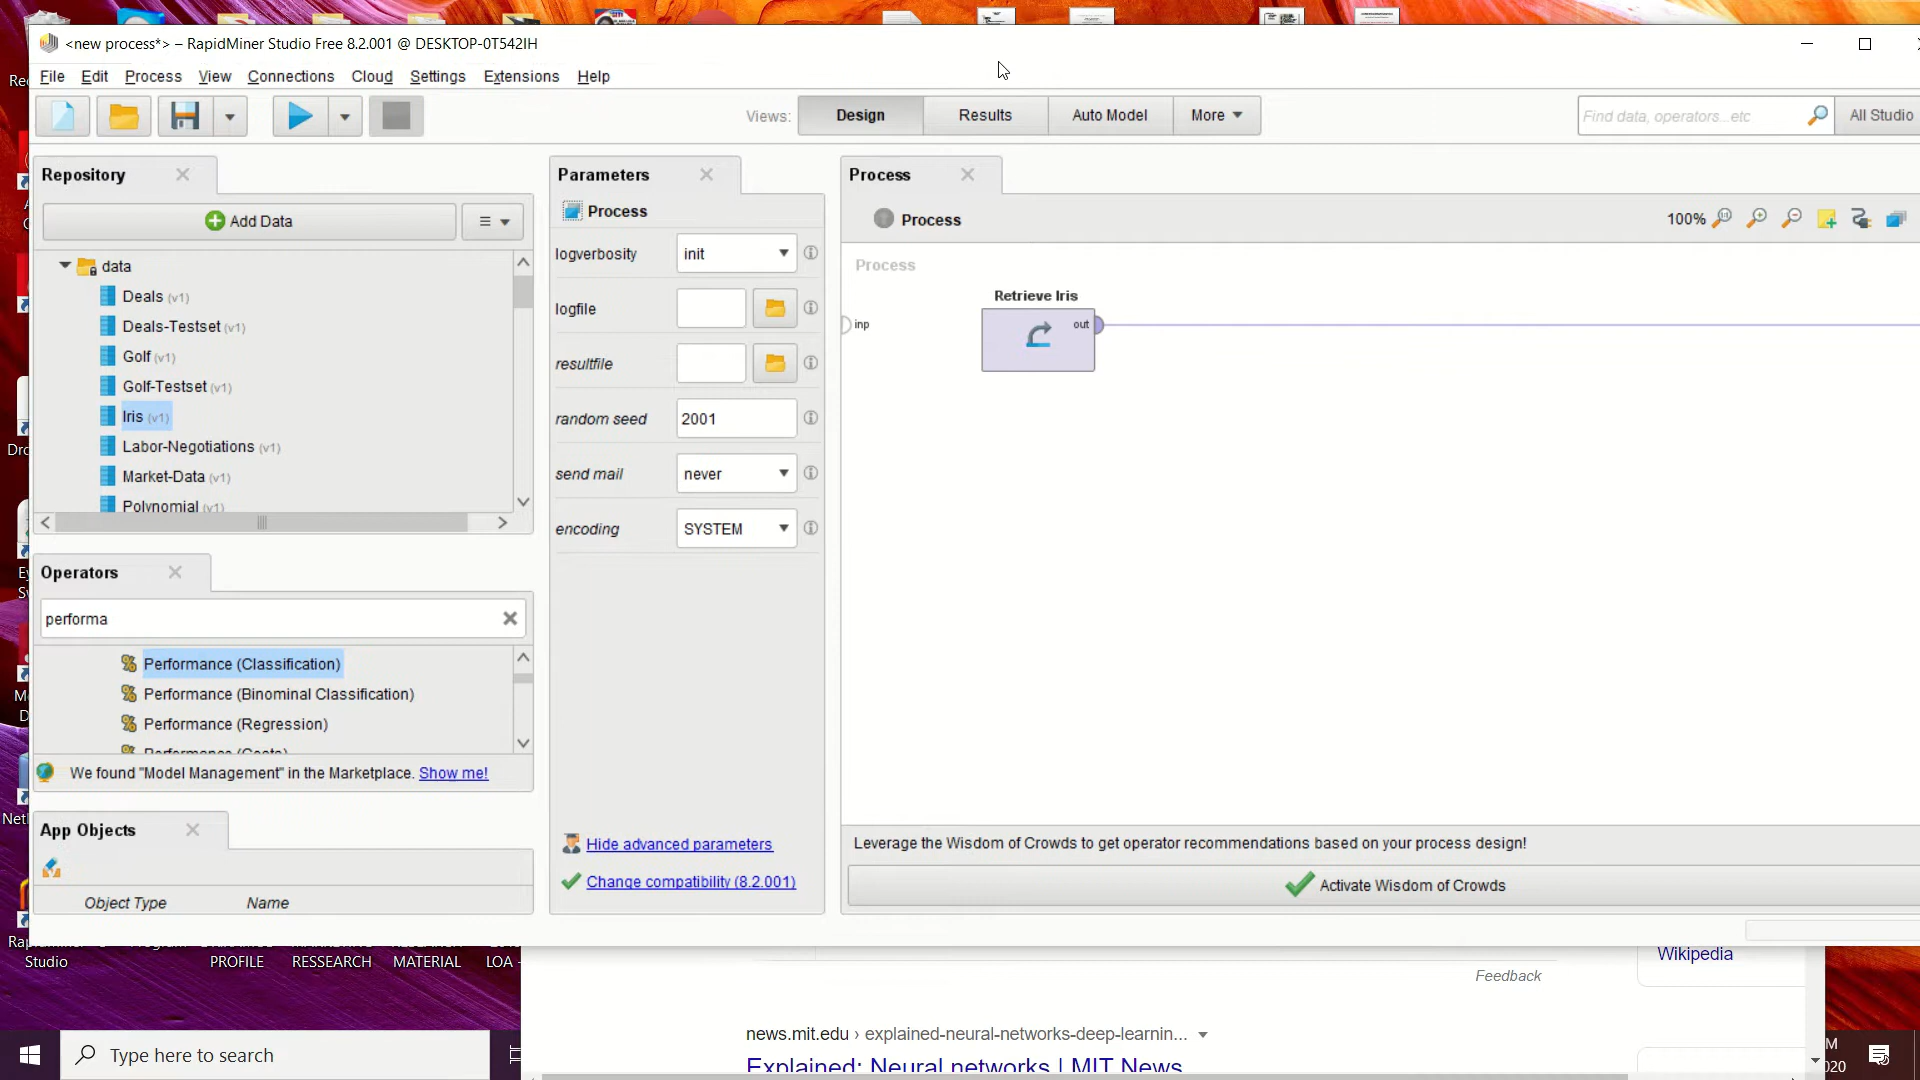 <new process*> – RapidMiner Studio Free 8.2.001 @ DESKTOP-0T542IH
File Edit Process View Connections Cloud Settings Extensions Help
Views: Design Results Auto Model More
Find data, operators...etc All Studio
Repository
Add Data
data
Deals (v1)
Deals-Testset (v1)
Golf (v1)
Golf-Testset (v1)
Iris (v1)
Labor-Negotiations (v1)
Market-Data (v1)
Polynomial (v1)
Operators
performa
Performance (Classification)
Performance (Binominal Classification)
Performance (Regression)
Performance (Costs)
We found "Model Management" in the Marketplace. Show me!
App Objects
Object Type Name
Parameters
Process
logverbosity init
logfile
resultfile
random seed 2001
send mail never
encoding SYSTEM
Hide advanced parameters
Change compatibility (8.2.001)
Process
Process
100%
Process
Retrieve Iris
inp
out
Leverage the Wisdom of Crowds to get operator recommendations based on your process design!
Activate Wisdom of Crowds
Studio
PROFILE
RESSEARCH
MATERIAL
LOA -
Wikipedia
Feedback
news.mit.edu › explained-neural-networks-deep-learnin...
Explained: Neural networks | MIT News
Type here to search